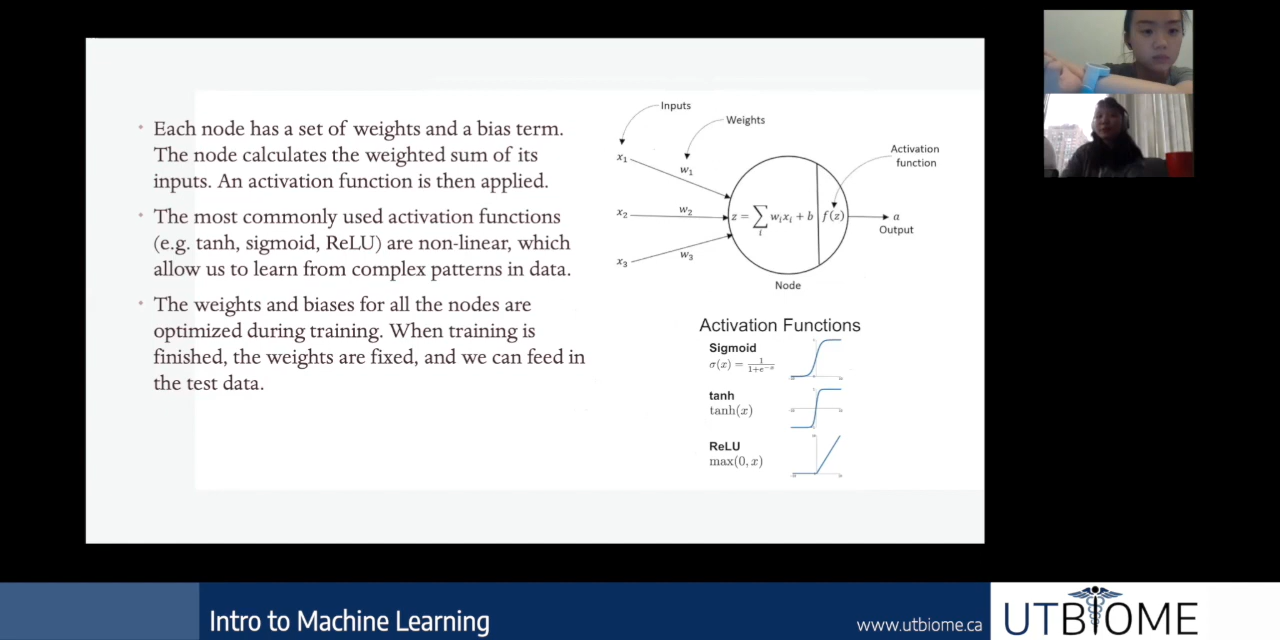 • Each node has a set of weights and a bias term.
The node calculates the weighted sum of its
inputs. An activation function is then applied.
• The most commonly used activation functions
(e.g. tanh, sigmoid, ReLU) are non-linear, which
allow us to learn from complex patterns in data.
• The weights and biases for all the nodes are
optimized during training. When training is
finished, the weights are fixed, and we can feed in
the test data.
Inputs
Weights
Activation
function
x₁
w₁
x₂
w₂
x₃
w₃
z = ∑ᵢ wᵢxᵢ + b
f(z)
a
Output
Node
Activation Functions
Sigmoid
σ(x) = 1/(1+e⁻ˣ)
tanh
tanh(x)
ReLU
max(0, x)
Intro to Machine Learning
www.utbiome.ca
UTBIOME